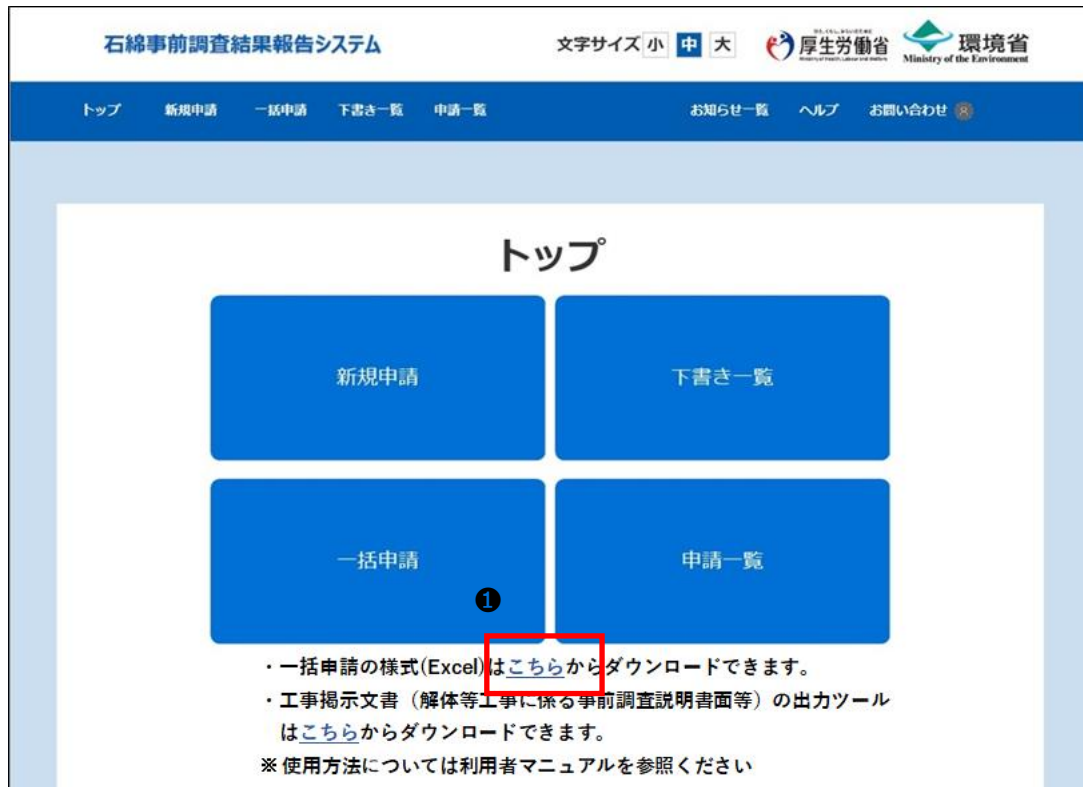 石綿事前調査結果報告システム
文字サイズ 小 中 大
厚生労働省
環境省
Ministry of the Environment
トップ 新規申請 一括申請 下書き一覧 申請一覧 お知らせ一覧 ヘルプ お問い合わせ
トップ
新規申請
下書き一覧
一括申請
申請一覧
❶
・一括申請の様式(Excel)はこちらからダウンロードできます。
・工事掲示文書（解体等工事に係る事前調査説明書面等）の出力ツール
はこちらからダウンロードできます。
※使用方法については利用者マニュアルを参照ください